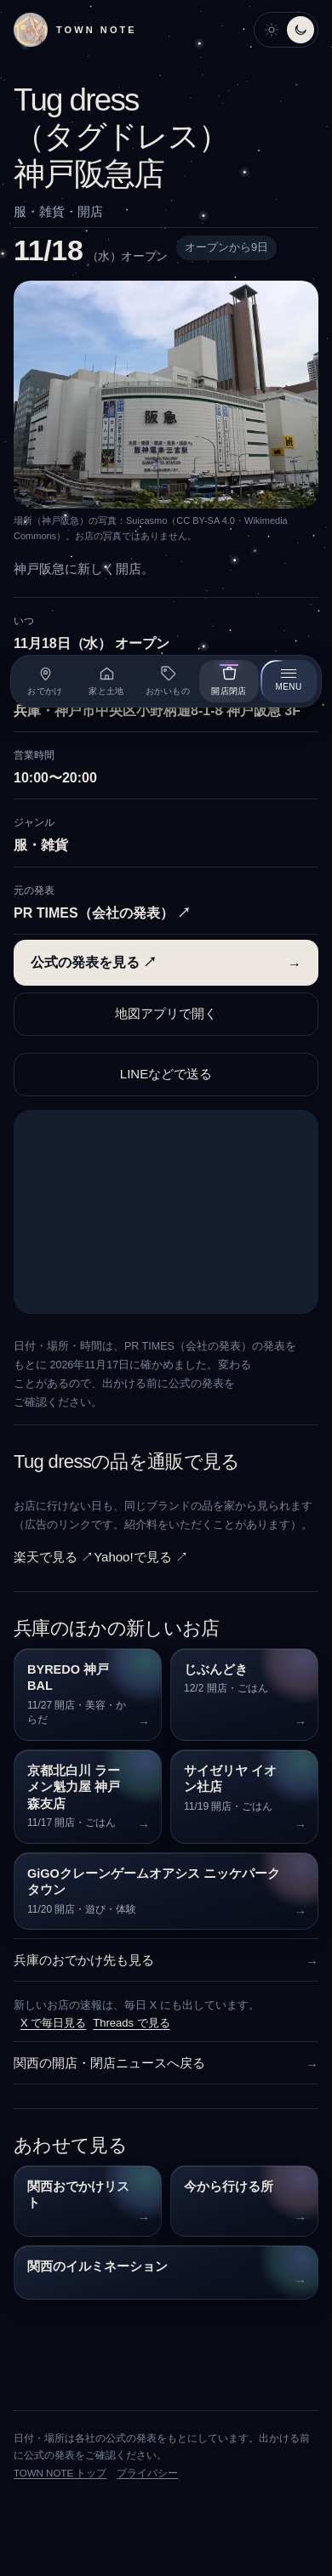 TOWN NOTE
Tug dress
（タグドレス）
神戸阪急店
服・雑貨・開店
11/18（水）オープン オープンから9日
阪急
場所（神戸阪急）の写真：Suicasmo（CC BY-SA 4.0・Wikimedia
Commons）。お店の写真ではありません。
神戸阪急に新しく開店。
いつ
11月18日（水） オープン
おでかけ 家と土地 おかいもの 開店閉店 MENU
兵庫・神戸市中央区小野柄通8-1-8 神戸阪急 3F
営業時間
10:00〜20:00
ジャンル
服・雑貨
元の発表
PR TIMES（会社の発表） ↗
公式の発表を見る ↗ →
地図アプリで開く
LINEなどで送る
日付・場所・時間は、PR TIMES（会社の発表）の発表を
もとに 2026年11月17日に確かめました。変わる
ことがあるので、出かける前に公式の発表を
ご確認ください。
Tug dressの品を通販で見る
お店に行けない日も、同じブランドの品を家から見られます
（広告のリンクです。紹介料をいただくことがあります）。
楽天で見る ↗Yahoo!で見る ↗
兵庫のほかの新しいお店
BYREDO 神戸
BAL
11/27 開店・美容・か
らだ →
じぶんどき
12/2 開店・ごはん
→
京都北白川 ラー
メン魁力屋 神戸
森友店
11/17 開店・ごはん →
サイゼリヤ イオ
ン社店
11/19 開店・ごはん
→
GiGOクレーンゲームオアシス ニッケパーク
タウン
11/20 開店・遊び・体験 →
兵庫のおでかけ先も見る →
新しいお店の速報は、毎日 X にも出しています。
X で毎日見る Threads で見る
関西の開店・閉店ニュースへ戻る →
あわせて見る
関西おでかけリス
ト
→
今から行ける所
→
関西のイルミネーション
→
日付・場所は各社の公式の発表をもとにしています。出かける前
に公式の発表をご確認ください。
TOWN NOTE トップ プライバシー